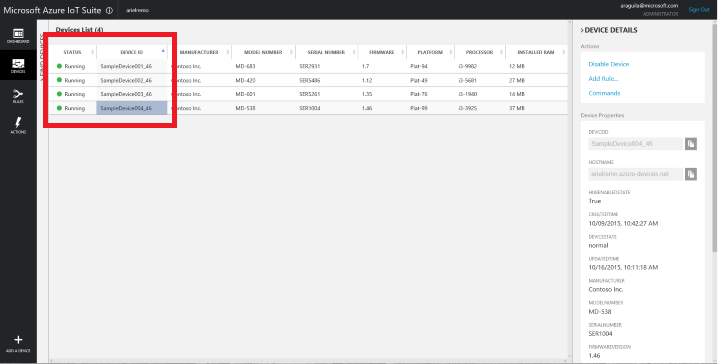 Microsoft Azure IoT Suite
arielremo
araguila@microsoft.com
ADMINISTRATOR
Sign Out
DASHBOARD
DEVICES
RULES
ACTIONS
ADD A DEVICE
Devices List (4)
STATUS DEVICE ID MANUFACTURER MODEL NUMBER SERIAL NUMBER FIRMWARE PLATFORM PROCESSOR INSTALLED RAM
Running SampleDevice001_46 Contoso Inc. MD-683 SER2931 1.7 Plat-94 i3-9982 12 MB
Running SampleDevice002_46 Contoso Inc. MD-420 SER5486 1.12 Plat-49 i3-5681 27 MB
Running SampleDevice003_46 Contoso Inc. MD-601 SER5261 1.35 Plat-76 i3-1940 14 MB
Running SampleDevice004_46 Contoso Inc. MD-538 SER1004 1.46 Plat-99 i3-3925 37 MB
> DEVICE DETAILS
Actions
Disable Device
Add Rule...
Commands
Device Properties
DEVICEID
SampleDevice004_46
HOSTNAME
arielremo.azure-devices.net
HUBENABLEDSTATE
True
CREATEDTIME
10/09/2015, 10:42:27 AM
DEVICESTATE
normal
UPDATEDTIME
10/16/2015, 10:11:18 AM
MANUFACTURER
Contoso Inc.
MODELNUMBER
MD-538
SERIALNUMBER
SER1004
FIRMWAREVERSION
1.46